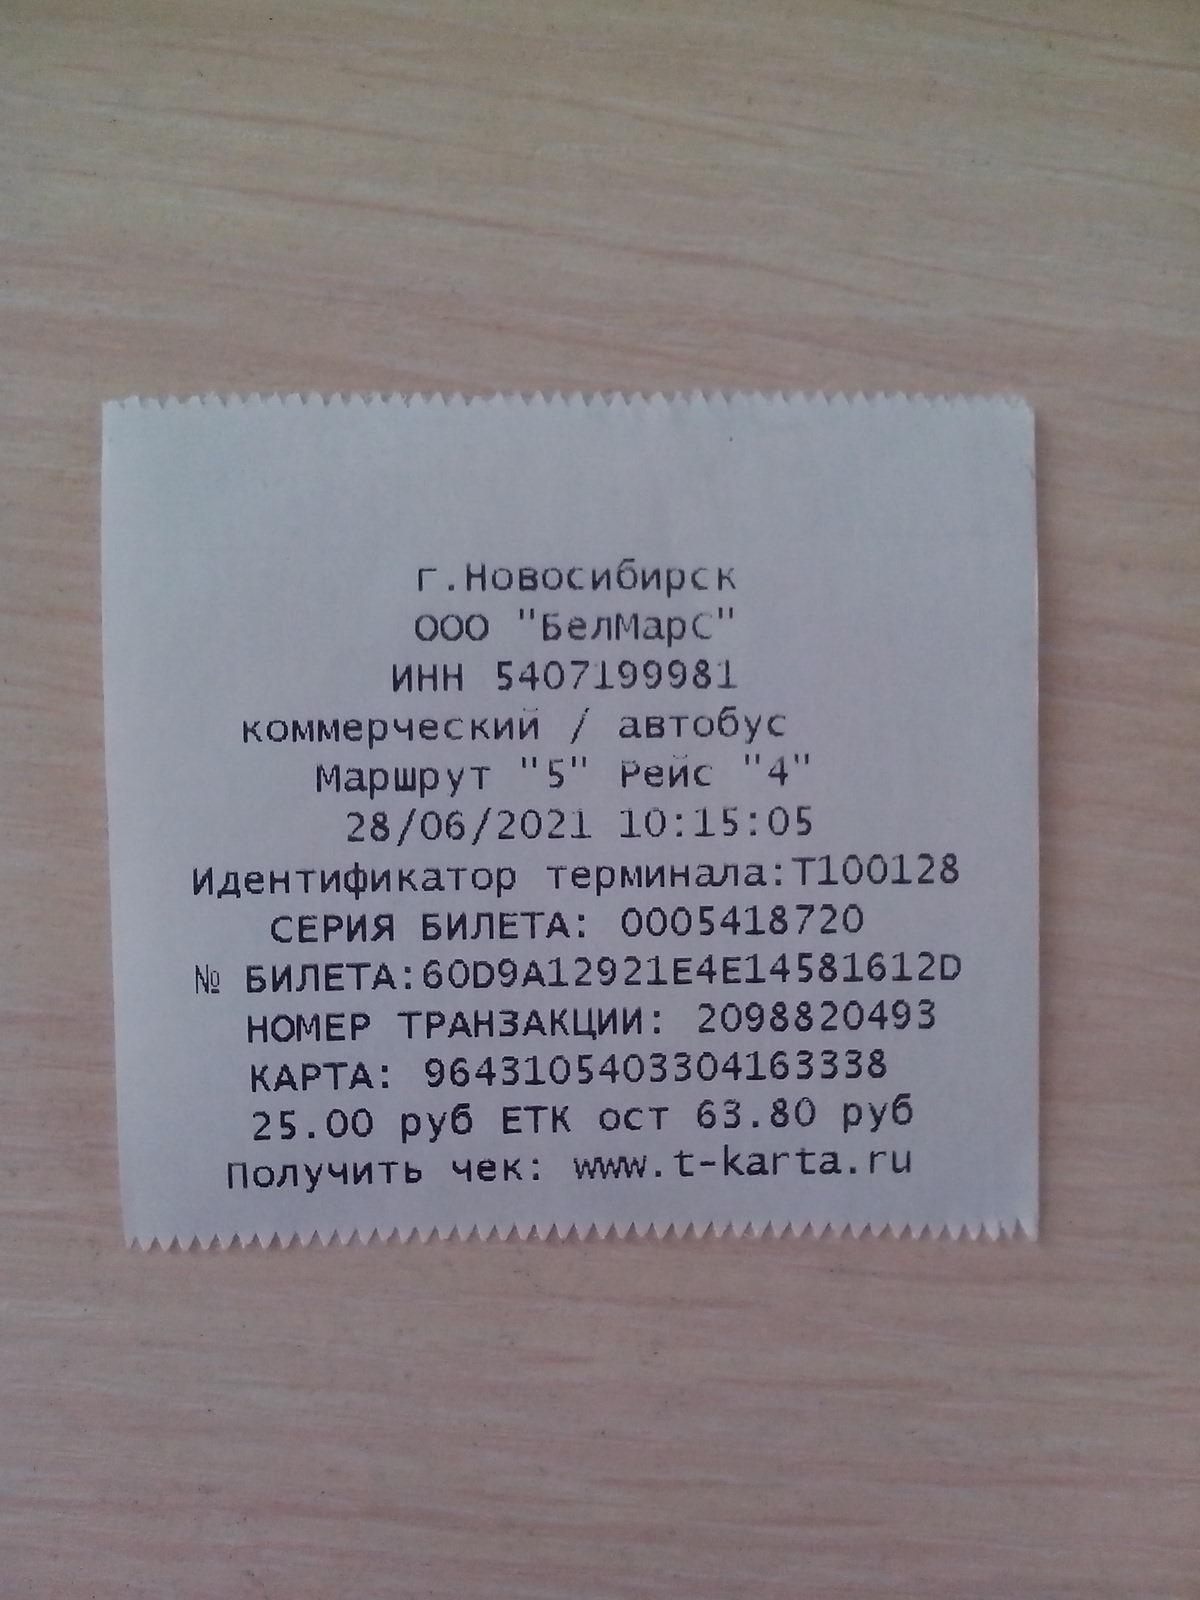 г.Новосибирск
ООО "БелМарС"
ИНН 5407199981
коммерческий / автобус
Маршрут "5" Рейс "4"
28/06/2021 10:15:05
Идентификатор терминала:T100128
СЕРИЯ БИЛЕТА: 0005418720
№ БИЛЕТА:60D9A12921E4E14581612D
НОМЕР ТРАНЗАКЦИИ: 2098820493
КАРТА: 9643105403304163338
25.00 руб ЕТК ост 63.80 руб
Получить чек: www.t-karta.ru